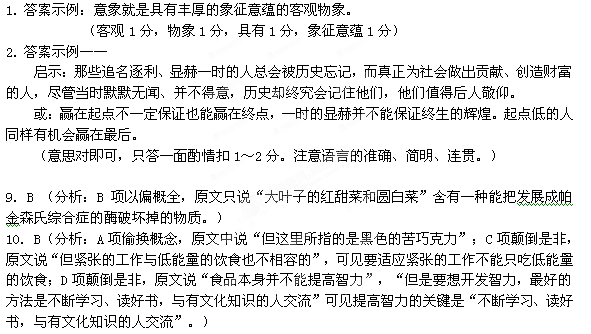 1. 答案示例：意象就是具有丰厚的象征意蕴的客观物象。
（客观 1 分，物象 1 分，具有 1 分，象征意蕴 1 分）
2. 答案示例——
启示：那些追名逐利、显赫一时的人总会被历史忘记，而真正为社会做出贡献、创造财富
的人，尽管当时默默无闻、并不得意，历史却终究会记住他们，他们值得后人敬仰。
或：赢在起点不一定保证也能赢在终点，一时的显赫并不能保证终生的辉煌。起点低的人
同样有机会赢在最后。
（意思对即可，只答一面酌情扣 1～2 分。注意语言的准确、简明、连贯。）
9. B （分析：B 项以偏概全，原文只说“大叶子的红甜菜和圆白菜”含有一种能把发展成帕
金森氏综合症的酶破坏掉的物质。）
10. B（分析：A 项偷换概念，原文中说“但这里所指的是黑色的苦巧克力”；C 项颠倒是非，
原文说“但紧张的工作与低能量的饮食也不相容的”，可见要适应紧张的工作不能只吃低能量
的饮食；D 项颠倒是非，原文说“食品本身并不能提高智力”，“但是要想开发智力，最好的
方法是不断学习、读好书，与有文化知识的人交流”可见提高智力的关键是“不断学习、读好
书，与有文化知识的人交流”。）